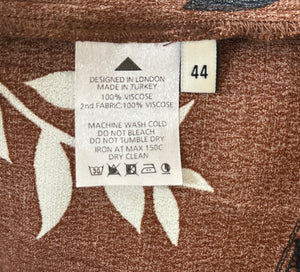 44
DESIGNED IN LONDON
MADE IN TURKEY
100% VISCOSE
2nd FABRIC:100% VISCOSE
MACHINE WASH COLD
DO NOT BLEACH
DO NOT TUMBLE DRY
IRON AT MAX 150C
DRY CLEAN
30